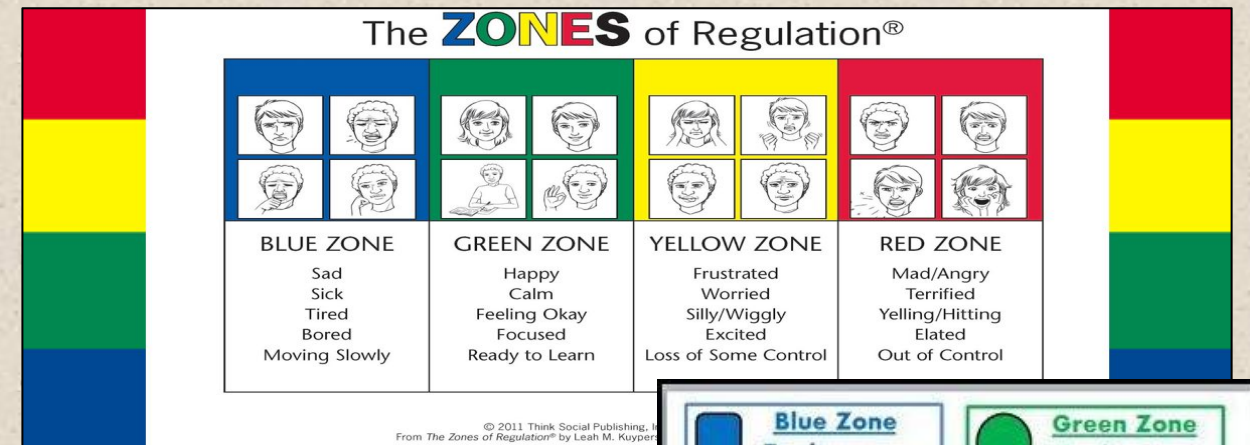 The ZONES of Regulation®
BLUE ZONE
Sad
Sick
Tired
Bored
Moving Slowly
GREEN ZONE
Happy
Calm
Feeling Okay
Focused
Ready to Learn
YELLOW ZONE
Frustrated
Worried
Silly/Wiggly
Excited
Loss of Some Control
RED ZONE
Mad/Angry
Terrified
Yelling/Hitting
Elated
Out of Control
© 2011 Think Social Publishing,
From The Zones of Regulation® by Leah M. Kuypers
Blue Zone
Green Zone